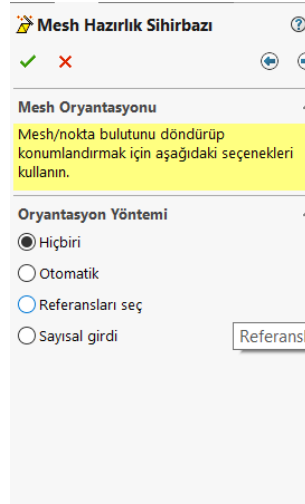 Mesh Hazırlık Sihirbazı
Mesh Oryantasyonu
Mesh/nokta bulutunu döndürüp
konumlandırmak için aşağıdaki seçenekleri
kullanın.
Oryantasyon Yöntemi
Hiçbiri
Otomatik
Referansları seç
Sayısal girdi